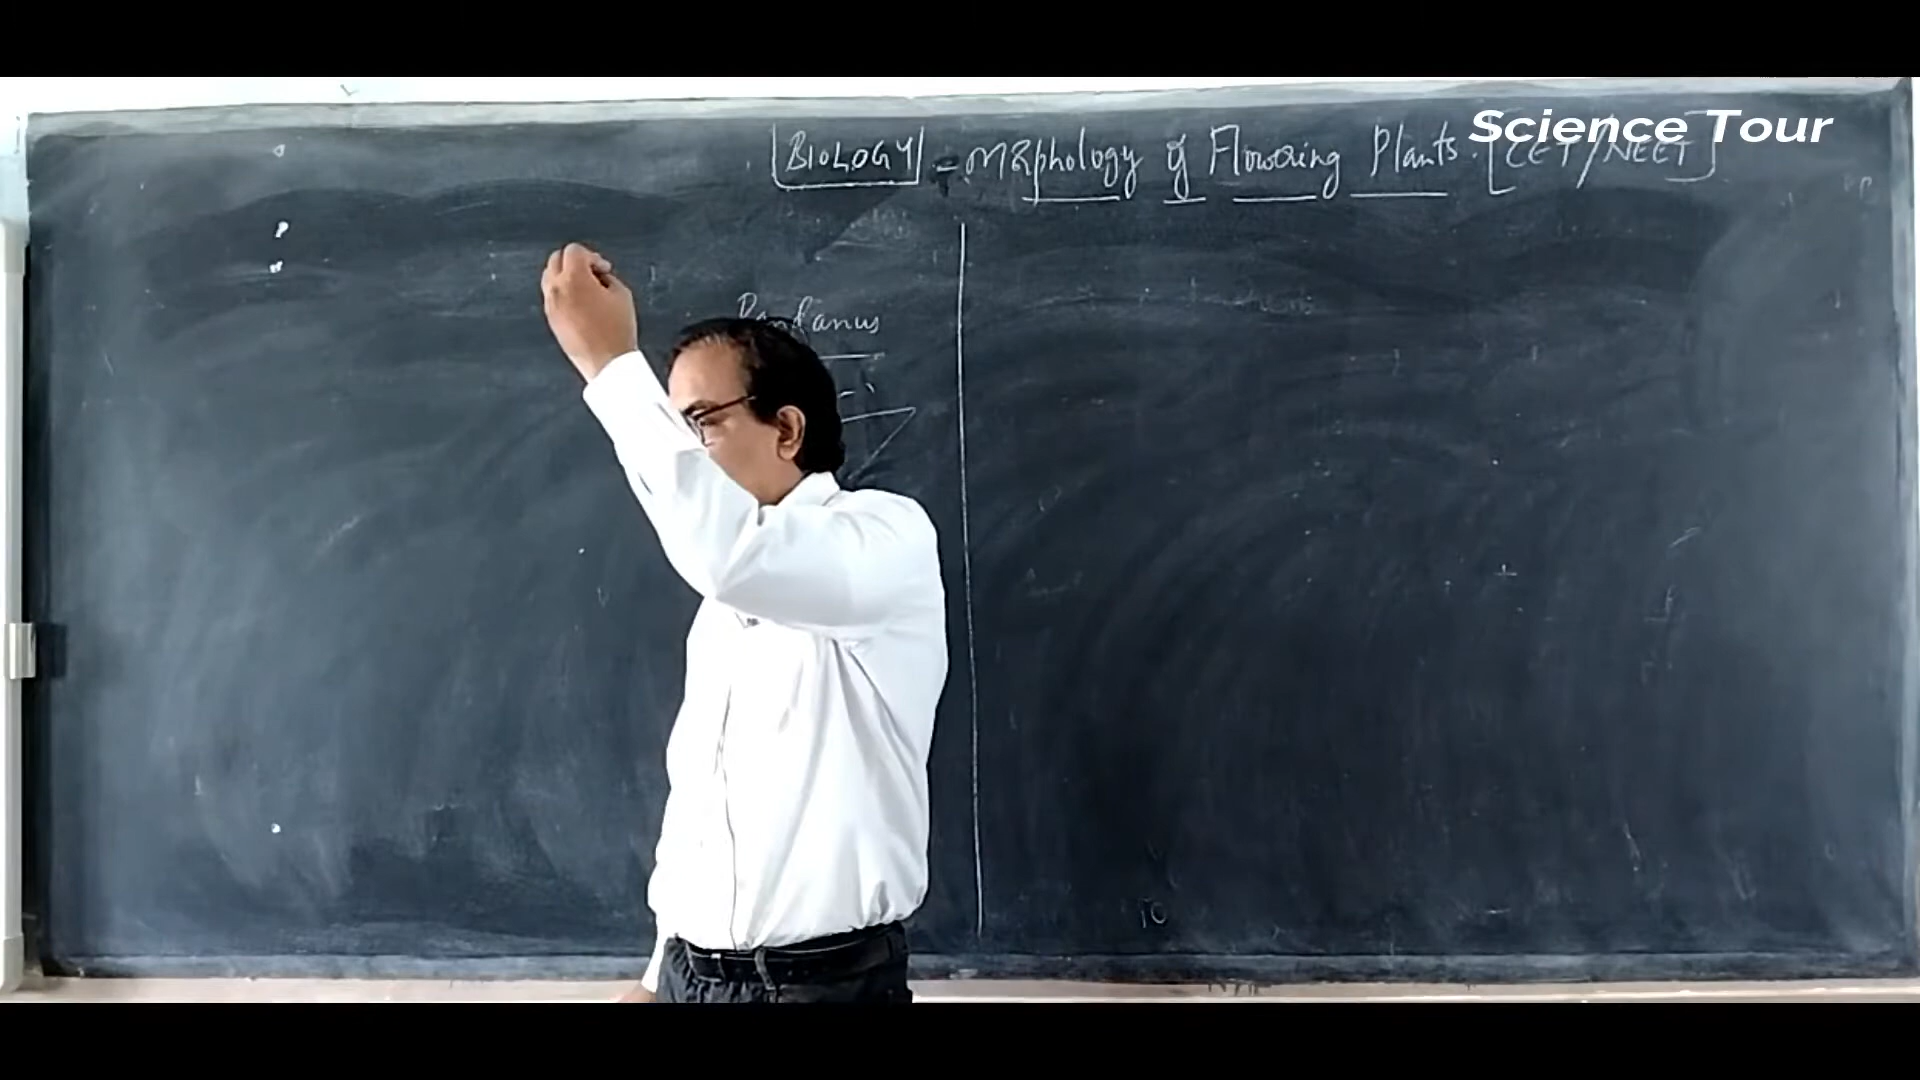 Science Tour
BIOLOGY - Morphology of Flowering Plants. [CET/NEET]
Pandanus